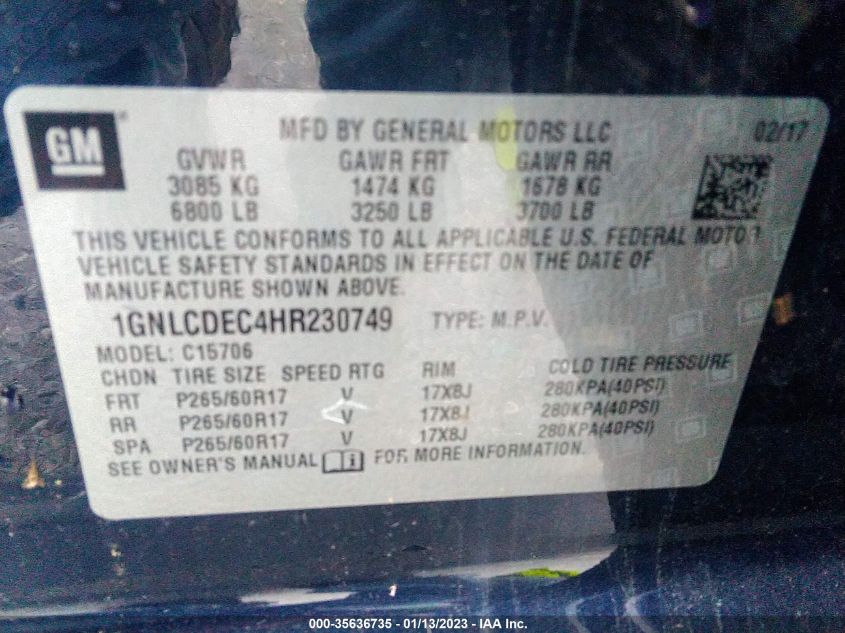 GM
MFD BY GENERAL MOTORS LLC 02/17
GVWR GAWR FRT GAWR RR
3085 KG 1474 KG 1678 KG
6800 LB 3250 LB 3700 LB
THIS VEHICLE CONFORMS TO ALL APPLICABLE U.S. FEDERAL MOTOR
VEHICLE SAFETY STANDARDS IN EFFECT ON THE DATE OF
MANUFACTURE SHOWN ABOVE.
1GNLCDEC4HR230749 TYPE: M.P.V.
MODEL: C15706
CHDN TIRE SIZE SPEED RTG RIM COLD TIRE PRESSURE
FRT P265/60R17 V 17X8J 280KPA(40PSI)
RR P265/60R17 V 17X8J 280KPA(40PSI)
SPA P265/60R17 V 17X8J 280KPA(40PSI)
SEE OWNER'S MANUAL FOR MORE INFORMATION.
000-35636735 - 01/13/2023 - IAA Inc.